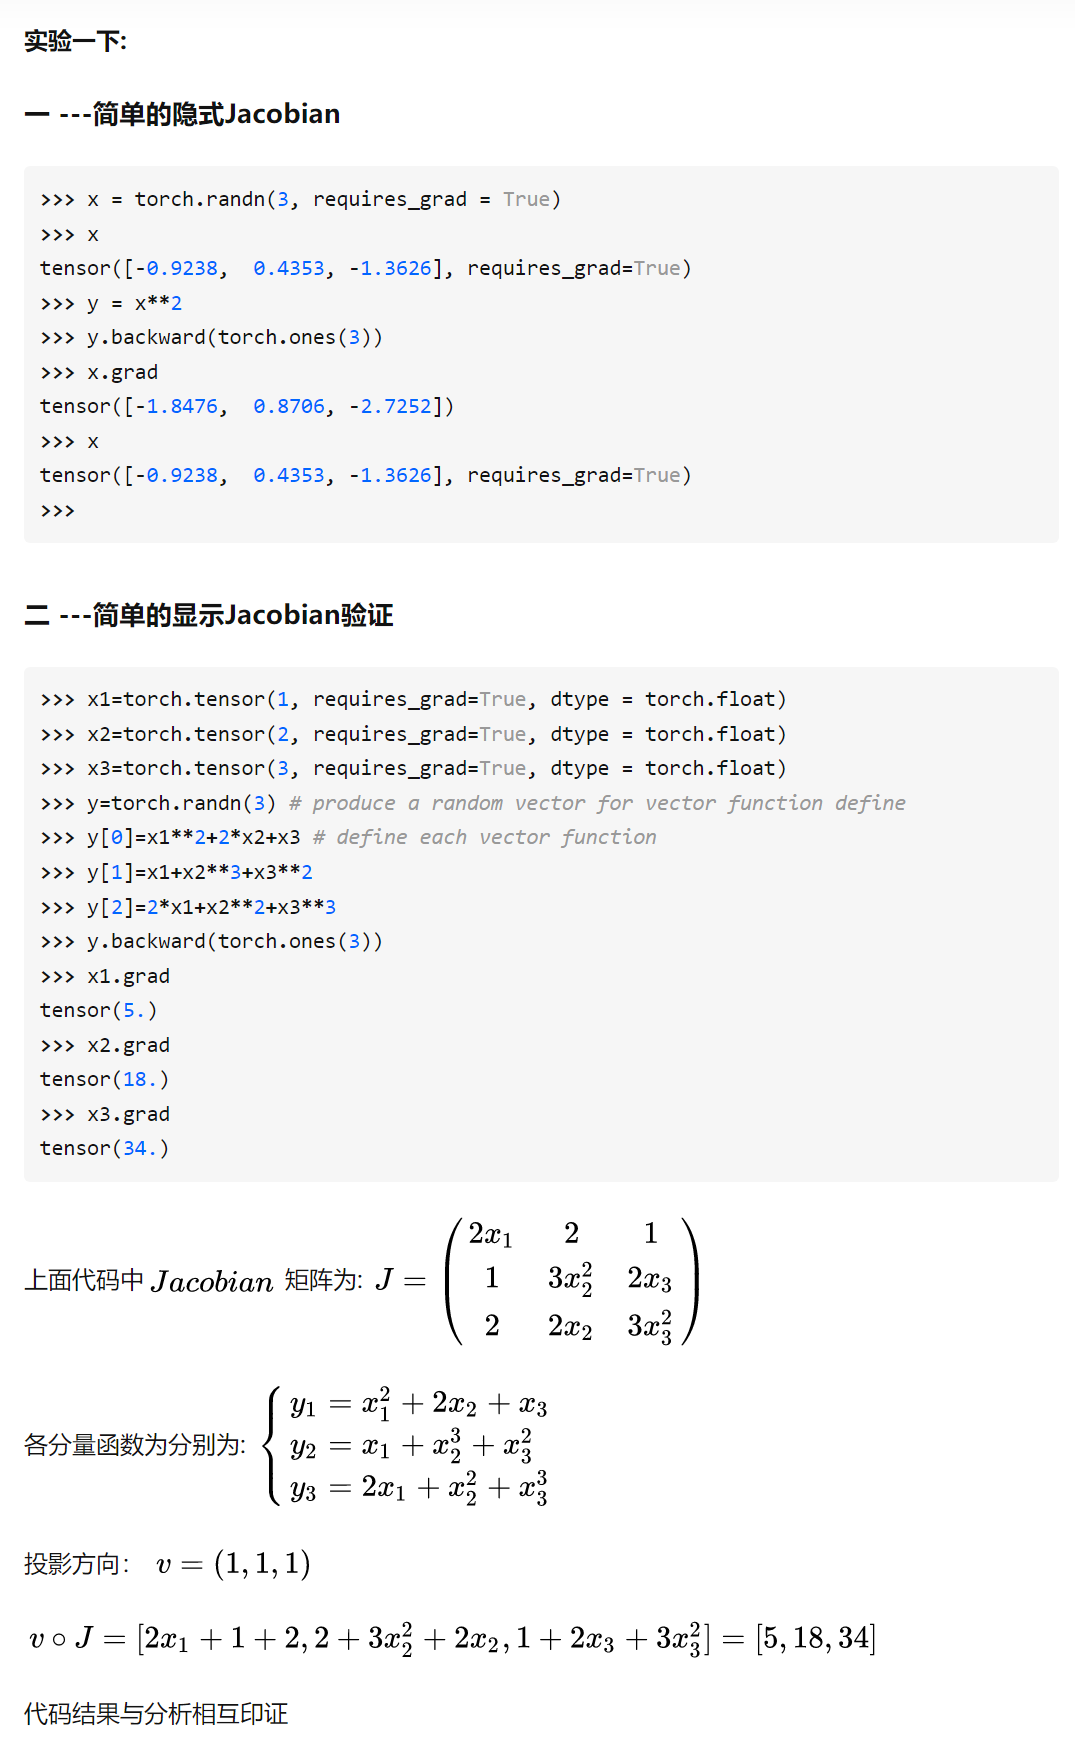 实验一下:
一 ---简单的隐式Jacobian
>>> x = torch.randn(3, requires_grad = True)
>>> x
tensor([-0.9238,  0.4353, -1.3626], requires_grad=True)
>>> y = x**2
>>> y.backward(torch.ones(3))
>>> x.grad
tensor([-1.8476,  0.8706, -2.7252])
>>> x
tensor([-0.9238,  0.4353, -1.3626], requires_grad=True)
>>>
二 ---简单的显示Jacobian验证
>>> x1=torch.tensor(1, requires_grad=True, dtype = torch.float)
>>> x2=torch.tensor(2, requires_grad=True, dtype = torch.float)
>>> x3=torch.tensor(3, requires_grad=True, dtype = torch.float)
>>> y=torch.randn(3) # produce a random vector for vector function define
>>> y[0]=x1**2+2*x2+x3 # define each vector function
>>> y[1]=x1+x2**3+x3**2
>>> y[2]=2*x1+x2**2+x3**3
>>> y.backward(torch.ones(3))
>>> x1.grad
tensor(5.)
>>> x2.grad
tensor(18.)
>>> x3.grad
tensor(34.)
上面代码中 Jacobian 矩阵为: $J = \begin{pmatrix} 2x_1 & 2 & 1 \\ 1 & 3x_2^2 & 2x_3 \\ 2 & 2x_2 & 3x_3^2 \end{pmatrix}$
各分量函数为分别为: $\begin{cases} y_1 = x_1^2 + 2x_2 + x_3 \\ y_2 = x_1 + x_2^3 + x_3^2 \\ y_3 = 2x_1 + x_2^2 + x_3^3 \end{cases}$
投影方向： $v = (1, 1, 1)$
$v \circ J = [2x_1 + 1 + 2, 2 + 3x_2^2 + 2x_2, 1 + 2x_3 + 3x_3^2] = [5, 18, 34]$
代码结果与分析相互印证